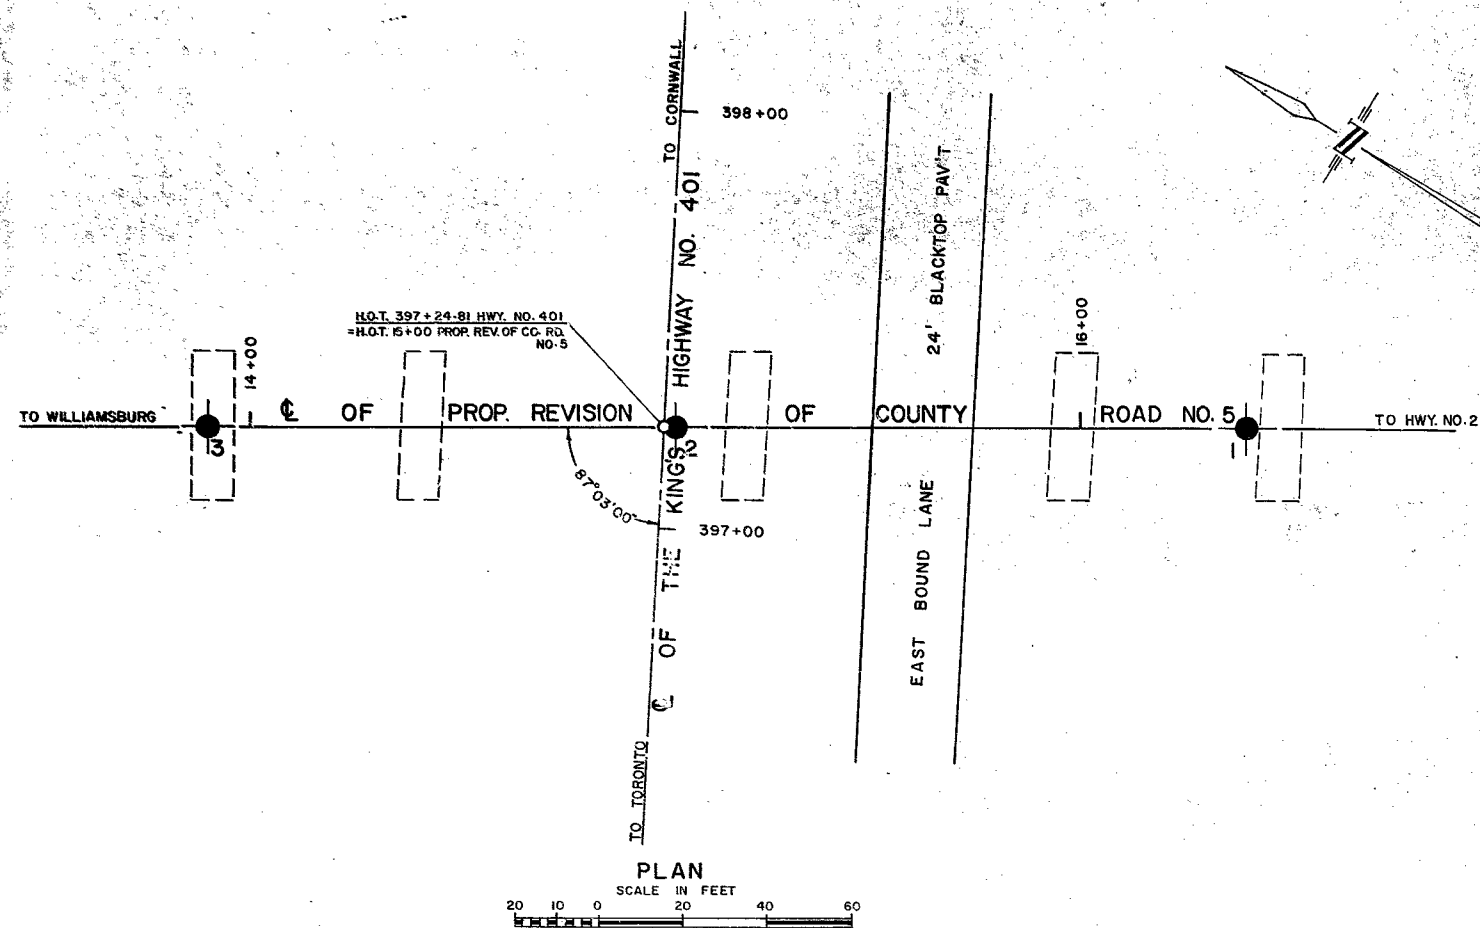 TO CORNWALL
398+00
24' BLACKTOP PAV'T
H.O.T. 397+24.81 HWY. NO. 401
=H.O.T. 15+00 PROP. REV. OF CO. RD.
NO. 5
14+00
16+00
TO WILLIAMSBURG
℄ OF PROP. REVISION OF COUNTY ROAD NO. 5
TO HWY. NO. 2
3
2
1
87°03'00"
397+00
℄ OF THE KING'S HIGHWAY NO. 401
EAST BOUND LANE
TO TORONTO
PLAN
SCALE IN FEET
20 10 0 20 40 60